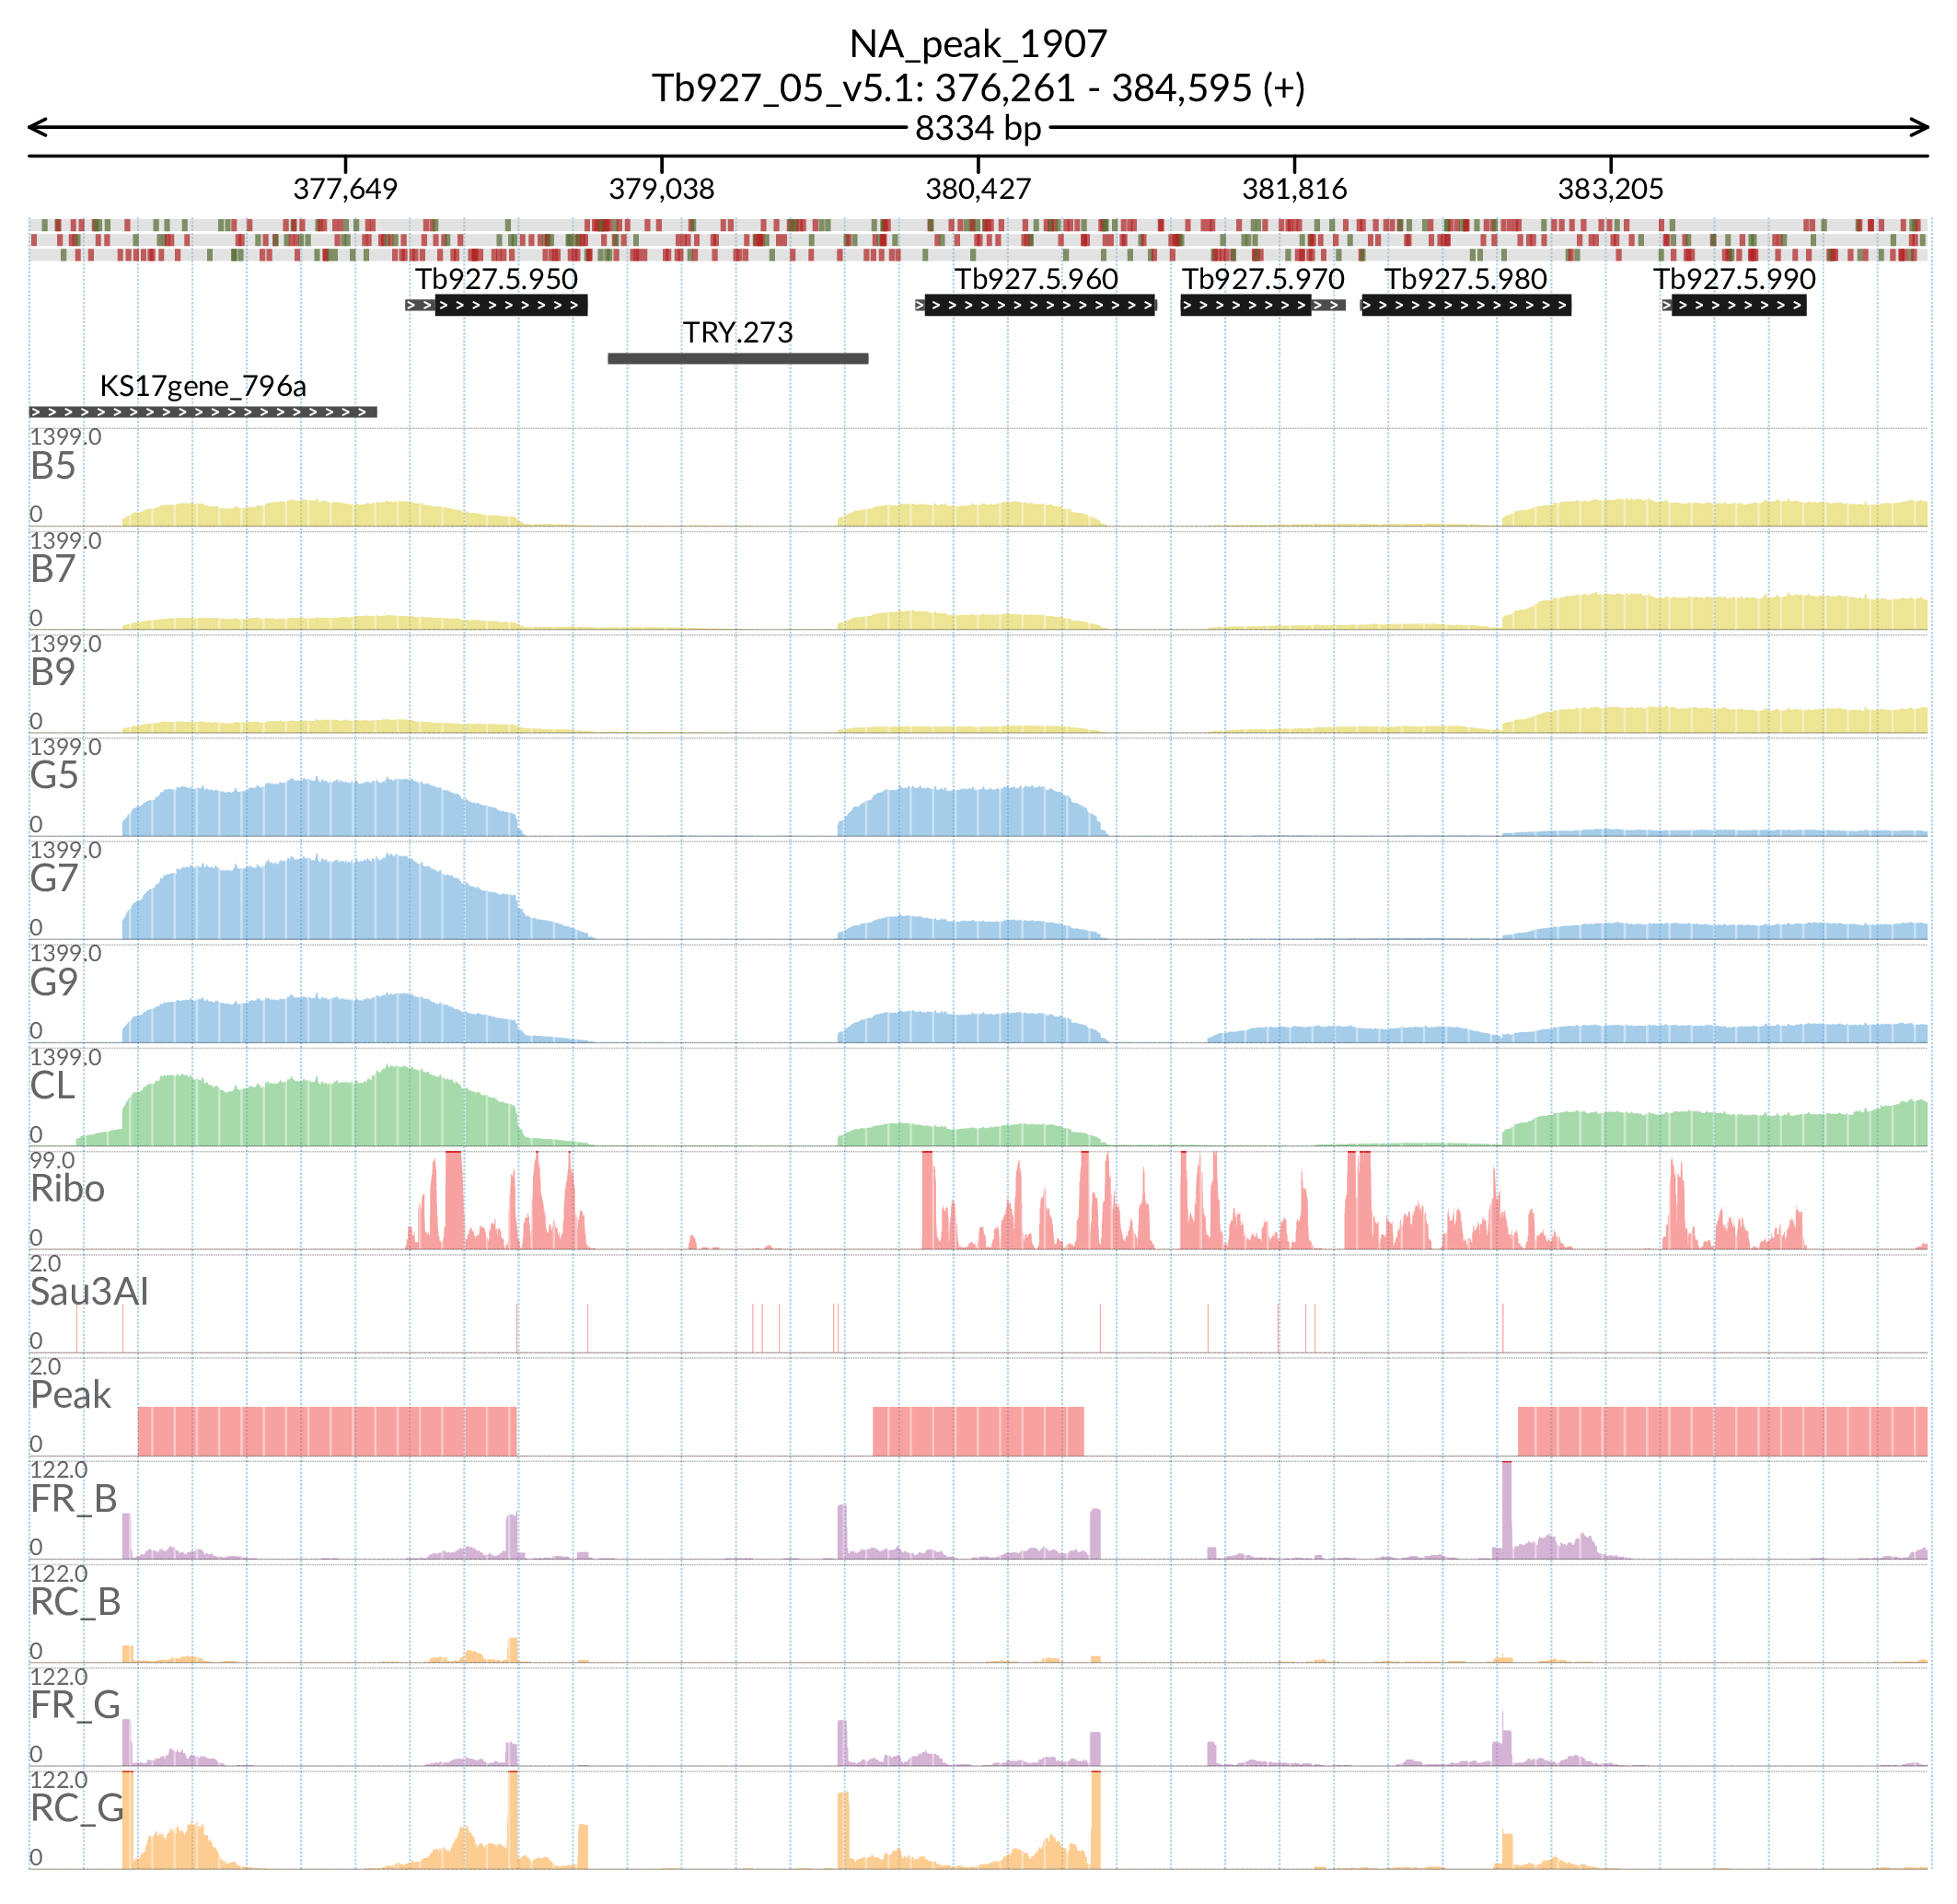 NA_peak_1907
Tb927_05_v5.1: 376,261 - 384,595 (+)
8334 bp
377,649 379,038 380,427 381,816 383,205
Tb927.5.950 Tb927.5.960 Tb927.5.970 Tb927.5.980 Tb927.5.990
TRY.273
KS17gene_796a
1399.0
B5
0
1399.0
B7
0
1399.0
B9
0
1399.0
G5
0
1399.0
G7
0
1399.0
G9
0
1399.0
CL
0
99.0
Ribo
0
2.0
Sau3AI
0
2.0
Peak
0
122.0
FR_B
0
122.0
RC_B
0
122.0
FR_G
0
122.0
RC_G
0